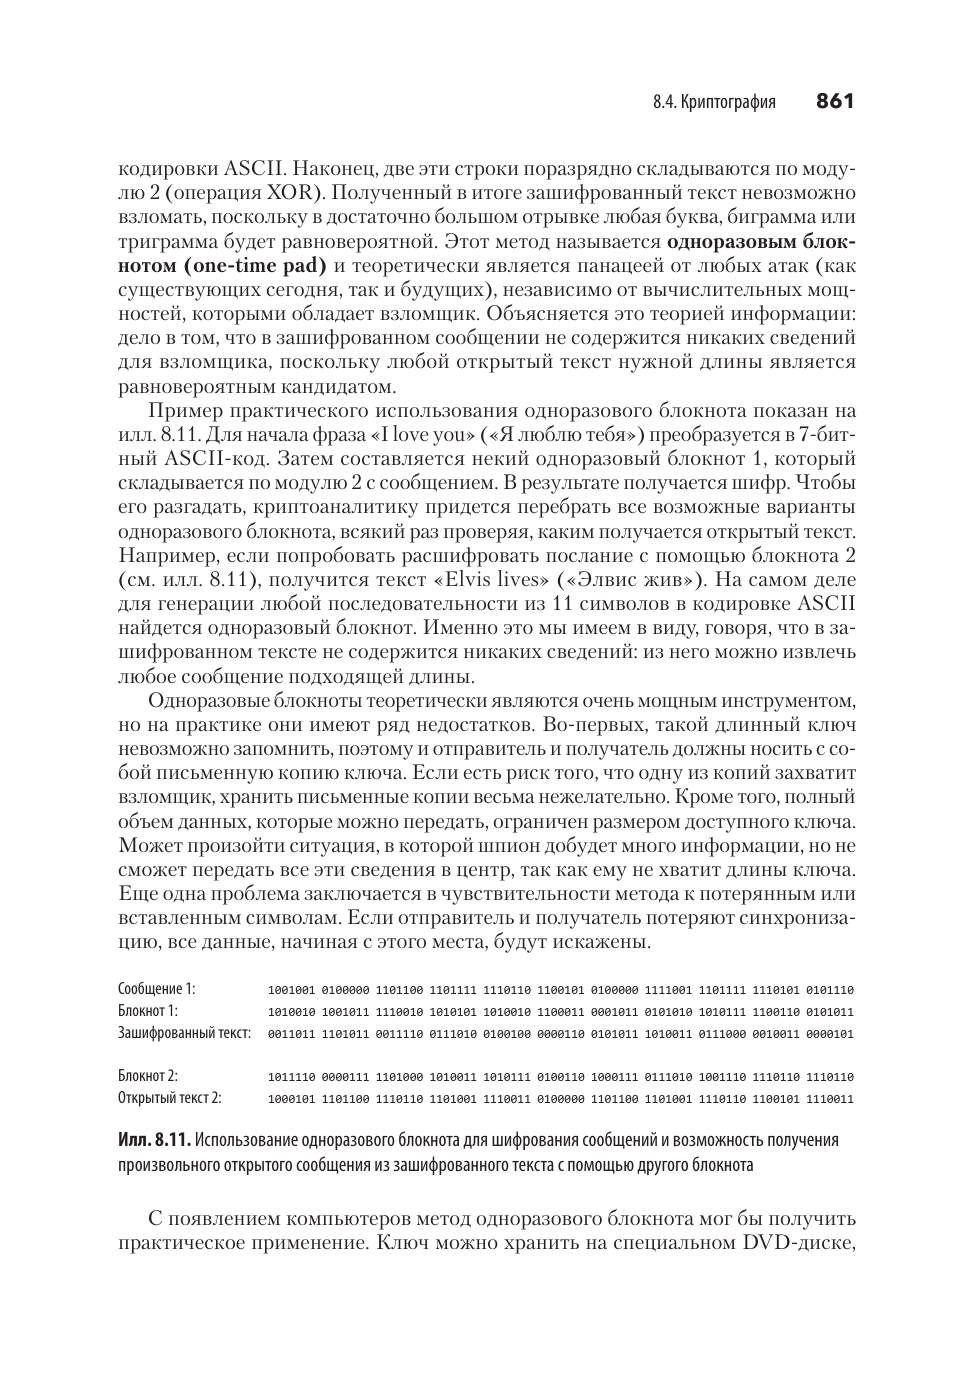 8.4. Криптография 861
кодировки ASCII. Наконец, две эти строки поразрядно складываются по моду-
лю 2 (операция XOR). Полученный в итоге зашифрованный текст невозможно
взломать, поскольку в достаточно большом отрывке любая буква, биграмма или
триграмма будет равновероятной. Этот метод называется одноразовым блок-
нотом (one-time pad) и теоретически является панацеей от любых атак (как
существующих сегодня, так и будущих), независимо от вычислительных мощ-
ностей, которыми обладает взломщик. Объясняется это теорией информации:
дело в том, что в зашифрованном сообщении не содержится никаких сведений
для взломщика, поскольку любой открытый текст нужной длины является
равновероятным кандидатом.
Пример практического использования одноразового блокнота показан на
илл. 8.11. Для начала фраза «I love you» («Я люблю тебя») преобразуется в 7-бит-
ный ASCII-код. Затем составляется некий одноразовый блокнот 1, который
складывается по модулю 2 с сообщением. В результате получается шифр. Чтобы
его разгадать, криптоаналитику придется перебрать все возможные варианты
одноразового блокнота, всякий раз проверяя, каким получается открытый текст.
Например, если попробовать расшифровать послание с помощью блокнота 2
(см. илл. 8.11), получится текст «Elvis lives» («Элвис жив»). На самом деле
для генерации любой последовательности из 11 символов в кодировке ASCII
найдется одноразовый блокнот. Именно это мы имеем в виду, говоря, что в за-
шифрованном тексте не содержится никаких сведений: из него можно извлечь
любое сообщение подходящей длины.
Одноразовые блокноты теоретически являются очень мощным инструментом,
но на практике они имеют ряд недостатков. Во-первых, такой длинный ключ
невозможно запомнить, поэтому и отправитель и получатель должны носить с со-
бой письменную копию ключа. Если есть риск того, что одну из копий захватит
взломщик, хранить письменные копии весьма нежелательно. Кроме того, полный
объем данных, которые можно передать, ограничен размером доступного ключа.
Может произойти ситуация, в которой шпион добудет много информации, но не
сможет передать все эти сведения в центр, так как ему не хватит длины ключа.
Еще одна проблема заключается в чувствительности метода к потерянным или
вставленным символам. Если отправитель и получатель потеряют синхрониза-
цию, все данные, начиная с этого места, будут искажены.
Сообщение 1: 1001001 0100000 1101100 1101111 1110110 1100101 0100000 1111001 1101111 1110101 0101110
Блокнот 1: 1010010 1001011 1110010 1010101 1010010 1100011 0001011 0101010 1010111 1100110 0101011
Зашифрованный текст: 0011011 1101011 0011110 0111010 0100100 0000110 0101011 1010011 0111000 0010011 0000101
Блокнот 2: 1011110 0000111 1101000 1010011 1010111 0100110 1000111 0111010 1001110 1110110 1110110
Открытый текст 2: 1000101 1101100 1110110 1101001 1110011 0100000 1101100 1101001 1110110 1100101 1110011
Илл. 8.11. Использование одноразового блокнота для шифрования сообщений и возможность получения
произвольного открытого сообщения из зашифрованного текста с помощью другого блокнота
С появлением компьютеров метод одноразового блокнота мог бы получить
практическое применение. Ключ можно хранить на специальном DVD-диске,